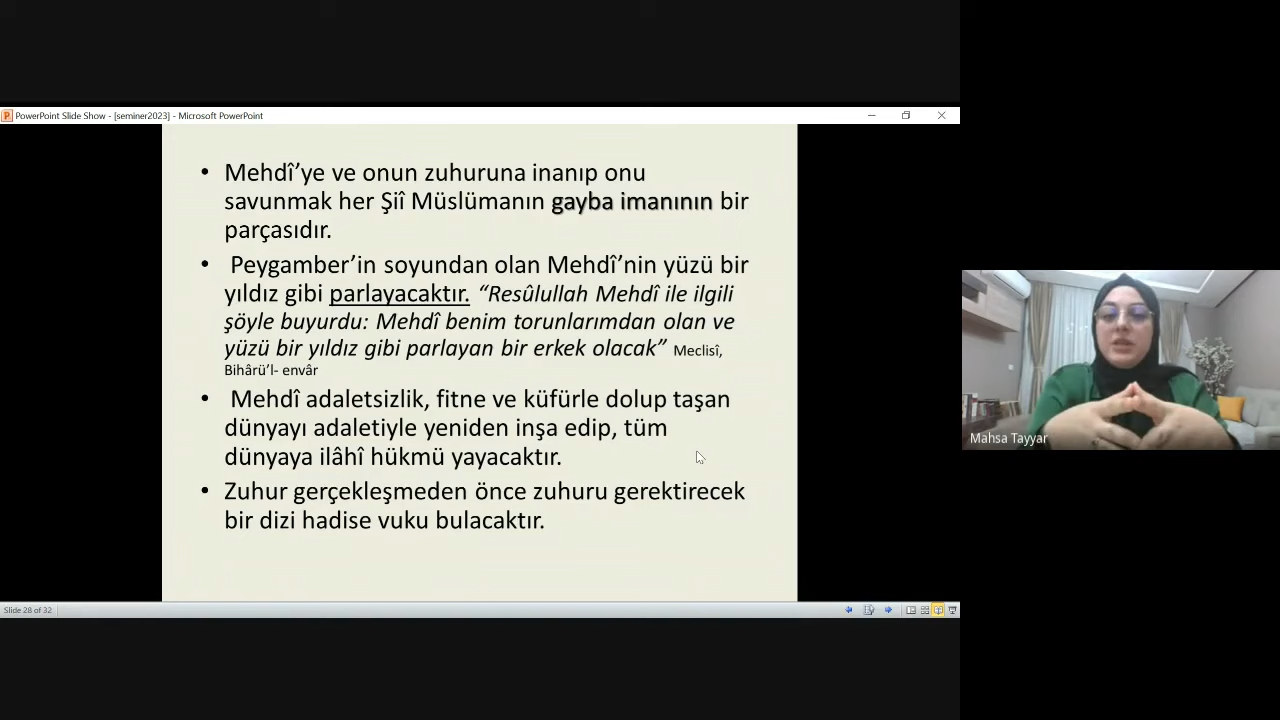 PowerPoint Slide Show - [seminer2023] - Microsoft PowerPoint
• Mehdî’ye ve onun zuhuruna inanıp onu
savunmak her Şiî Müslümanın gayba imanının bir
parçasıdır.
• Peygamber’in soyundan olan Mehdî’nin yüzü bir
yıldız gibi parlayacaktır. “Resûlullah Mehdî ile ilgili
şöyle buyurdu: Mehdî benim torunlarımdan olan ve
yüzü bir yıldız gibi parlayan bir erkek olacak” Meclisî,
Bihârü’l- envâr
• Mehdî adaletsizlik, fitne ve küfürle dolup taşan
dünyayı adaletiyle yeniden inşa edip, tüm
dünyaya ilâhî hükmü yayacaktır.
• Zuhur gerçekleşmeden önce zuhuru gerektirecek
bir dizi hadise vuku bulacaktır.
Slide 28 of 32
Mahsa Tayyar